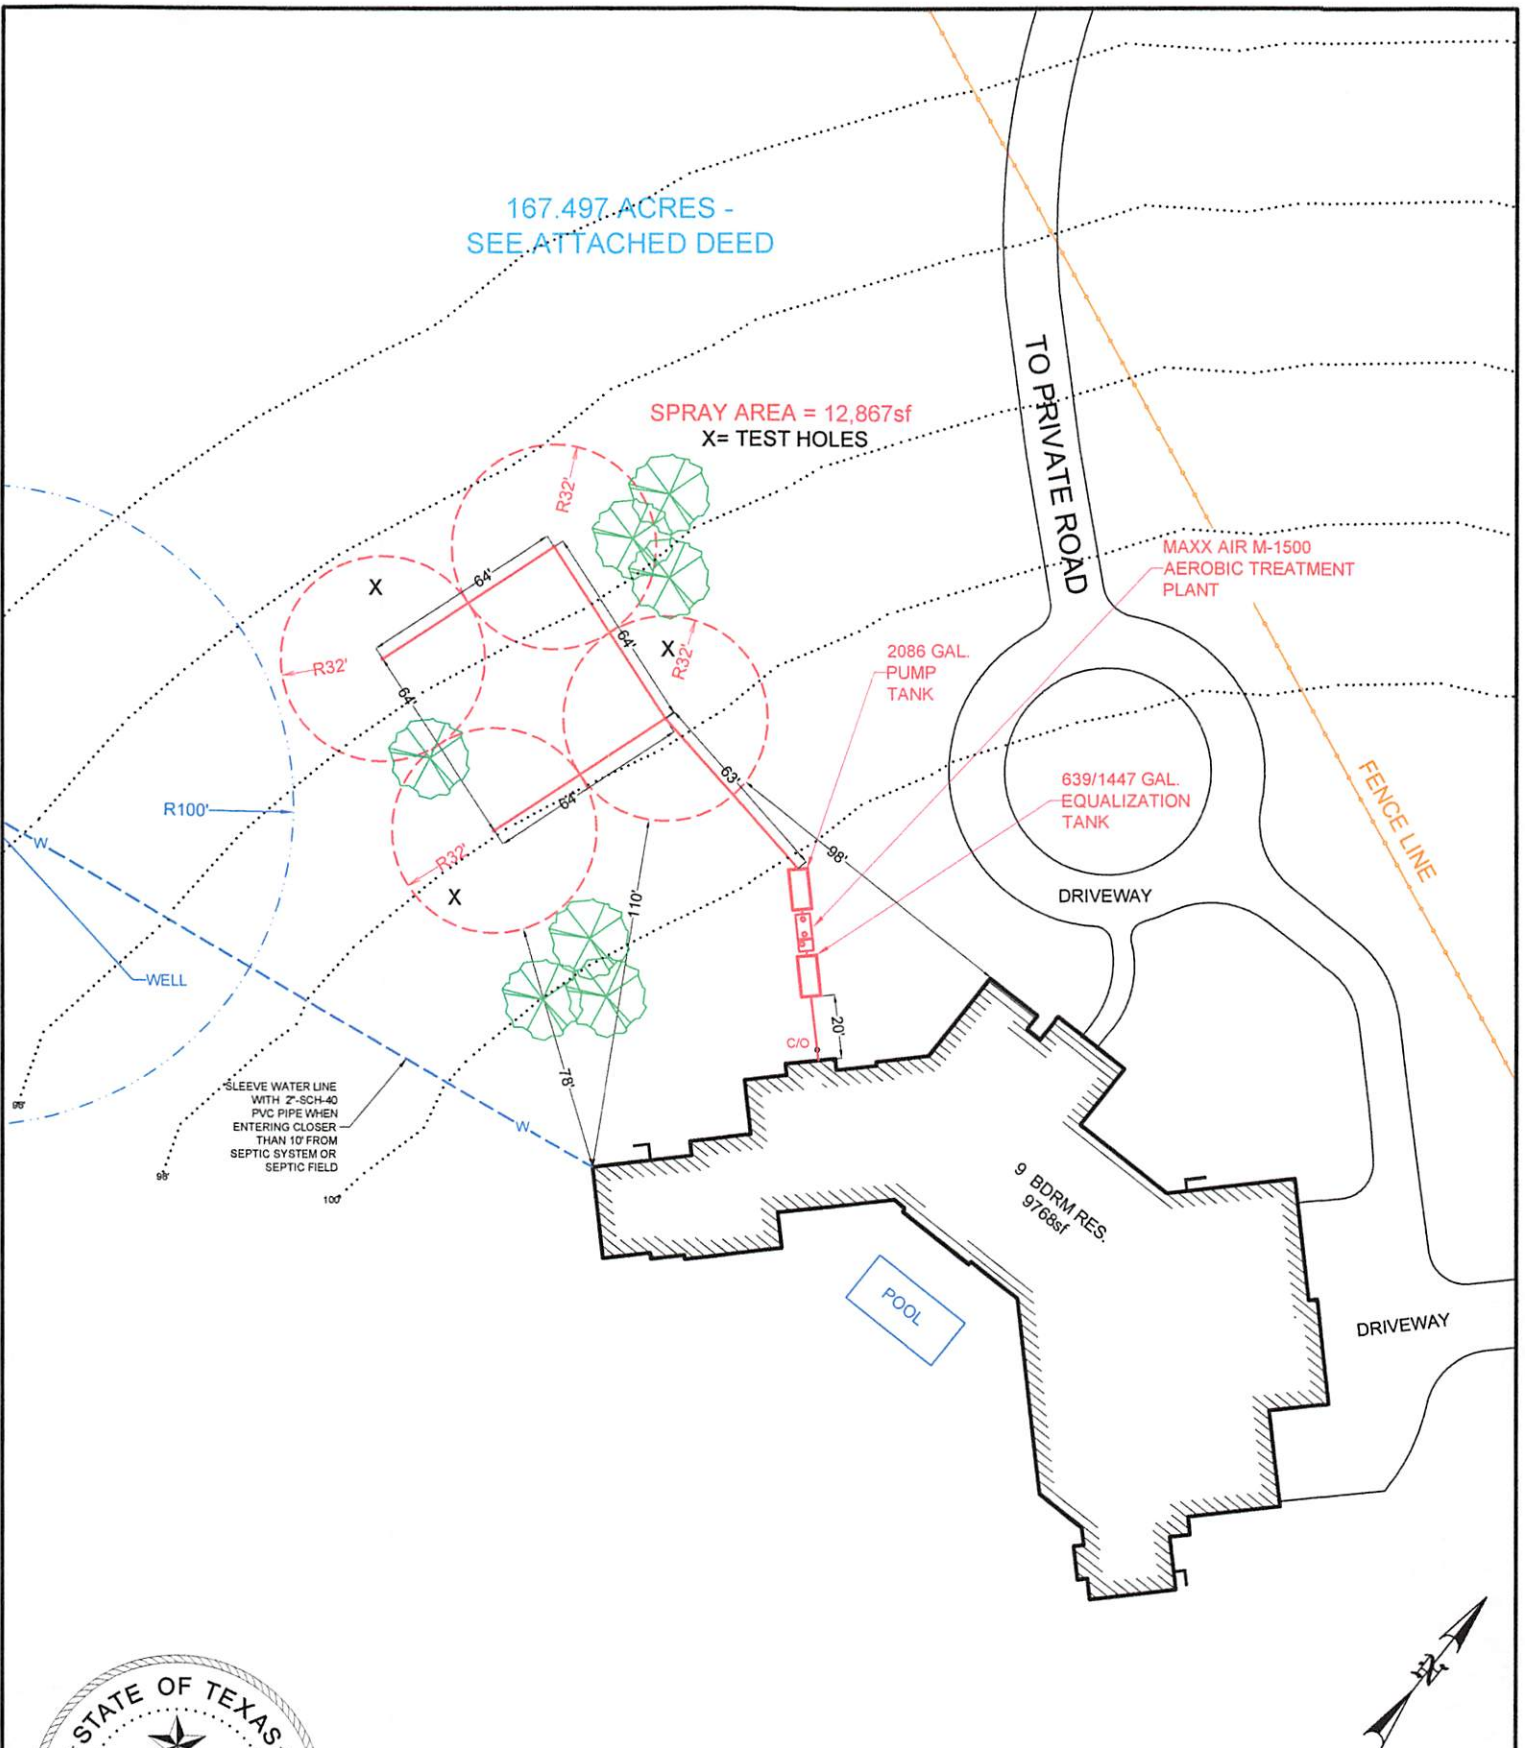 167.497 ACRES -
SEE ATTACHED DEED
SPRAY AREA = 12,867sf
X= TEST HOLES
TO PRIVATE ROAD
R32'
X
64'
MAXX AIR M-1500
AEROBIC TREATMENT
PLANT
64'
X
R32'
R32'
2086 GAL.
PUMP
TANK
64'
63'
639/1447 GAL.
EQUALIZATION
TANK
FENCE LINE
R100'
64'
W
R32'
98'
X
110'
DRIVEWAY
WELL
20'
C/O
78'
SLEEVE WATER LINE
WITH 2"-SCH-40
PVC PIPE WHEN
ENTERING CLOSER
THAN 10' FROM
SEPTIC SYSTEM OR
SEPTIC FIELD
W
98'
100'
9 BDRM RES.
9768sf
POOL
DRIVEWAY
N
STATE OF TEXAS